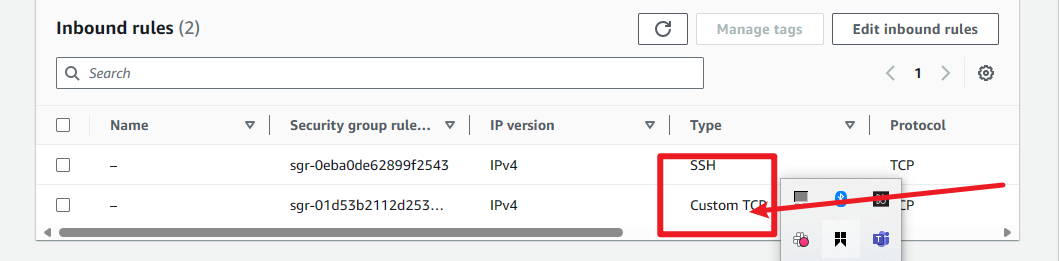 Inbound rules (2)
Manage tags
Edit inbound rules
Search
1
Name
Security group rule...
IP version
Type
Protocol
– sgr-0eba0de62899f2543 IPv4 SSH TCP
– sgr-01d53b2112d253... IPv4 Custom TCP